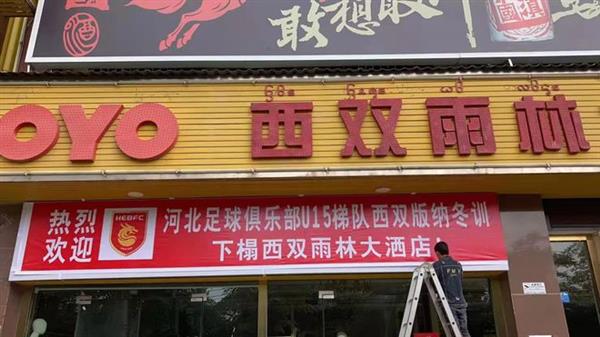 敢想敢
OYO 西双雨林
热烈
欢迎
HEBFC
河北足球俱乐部U15梯队西双版纳冬训
下榻西双雨林大酒店